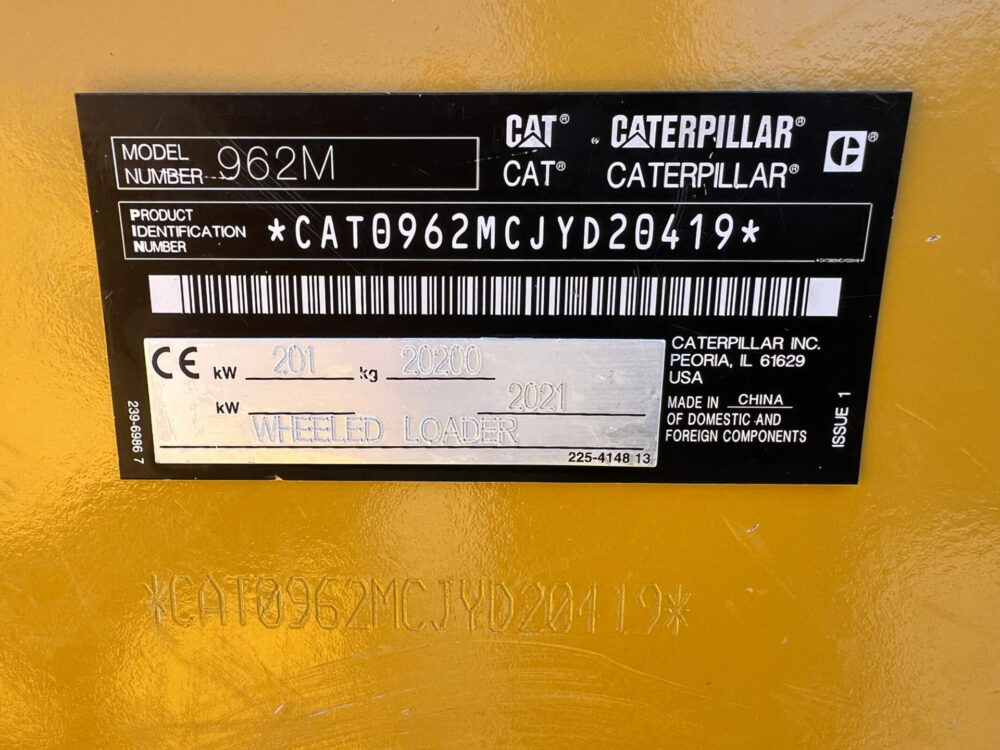 CAT® CATERPILLAR®
CAT® CATERPILLAR®
MODEL NUMBER 962M
PRODUCT
IDENTIFICATION
NUMBER
*CAT0962MCJYD20419*
*CAT0962MCJYD20419*
CE kW 201 kg 20200
kW 2021
WHEELED LOADER
225-4148 13
239-6986 7
CATERPILLAR INC.
PEORIA, IL 61629
USA
MADE IN CHINA
OF DOMESTIC AND
FOREIGN COMPONENTS
ISSUE 1
*CAT0962MCJYD20419*